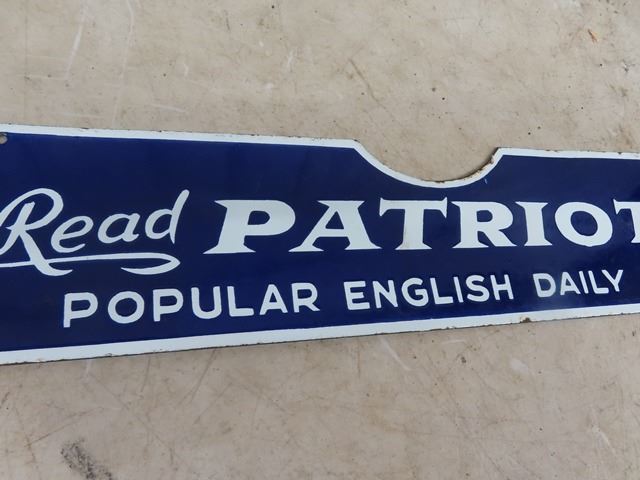 Read PATRIOT
POPULAR ENGLISH DAILY